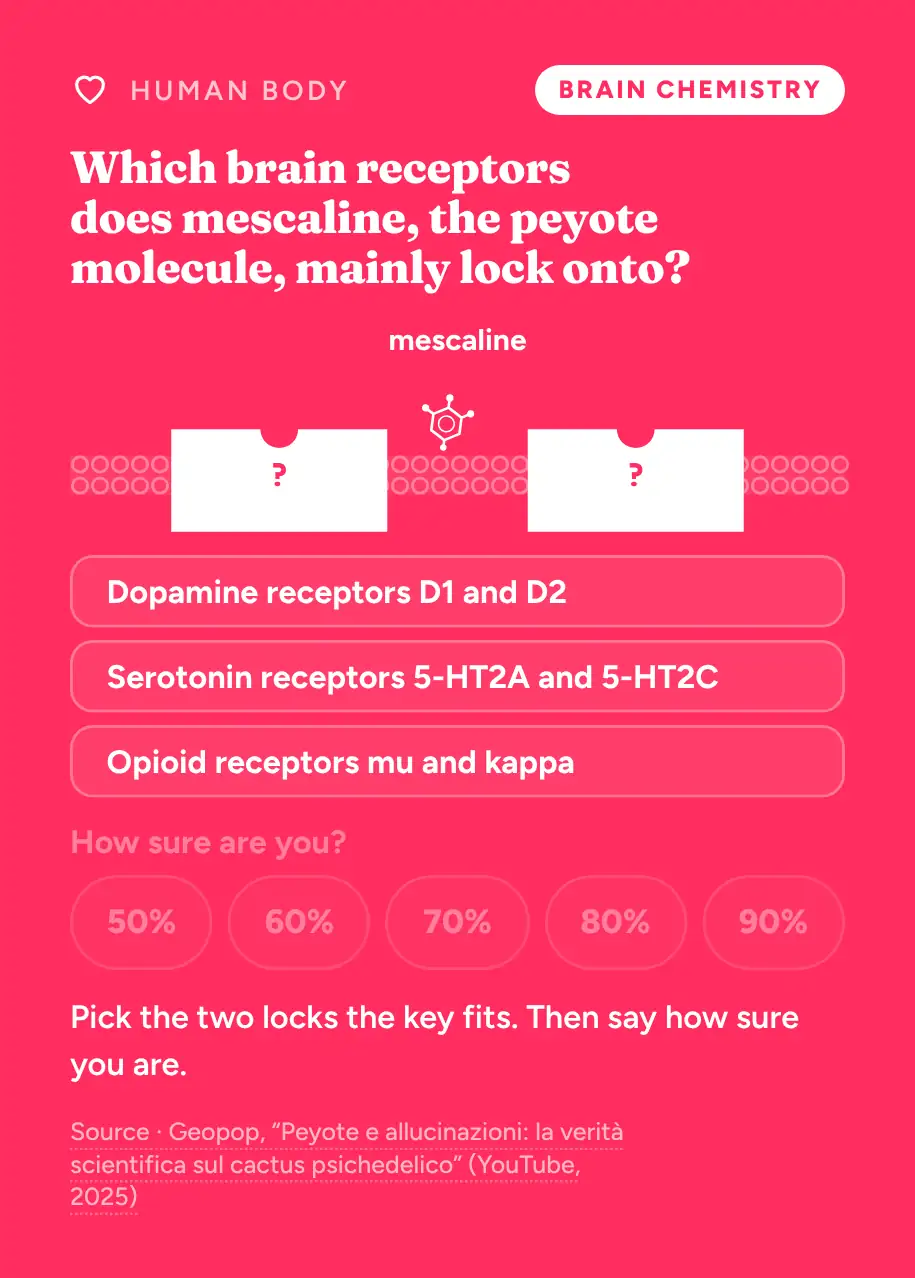 HUMAN BODY
BRAIN CHEMISTRY
Which brain receptors
does mescaline, the peyote
molecule, mainly lock onto?
mescaline
?
?
Dopamine receptors D1 and D2
Serotonin receptors 5-HT2A and 5-HT2C
Opioid receptors mu and kappa
How sure are you?
50%
60%
70%
80%
90%
Pick the two locks the key fits. Then say how sure
you are.
Source · Geopop, “Peyote e allucinazioni: la verità
scientifica sul cactus psichedelico” (YouTube,
2025)